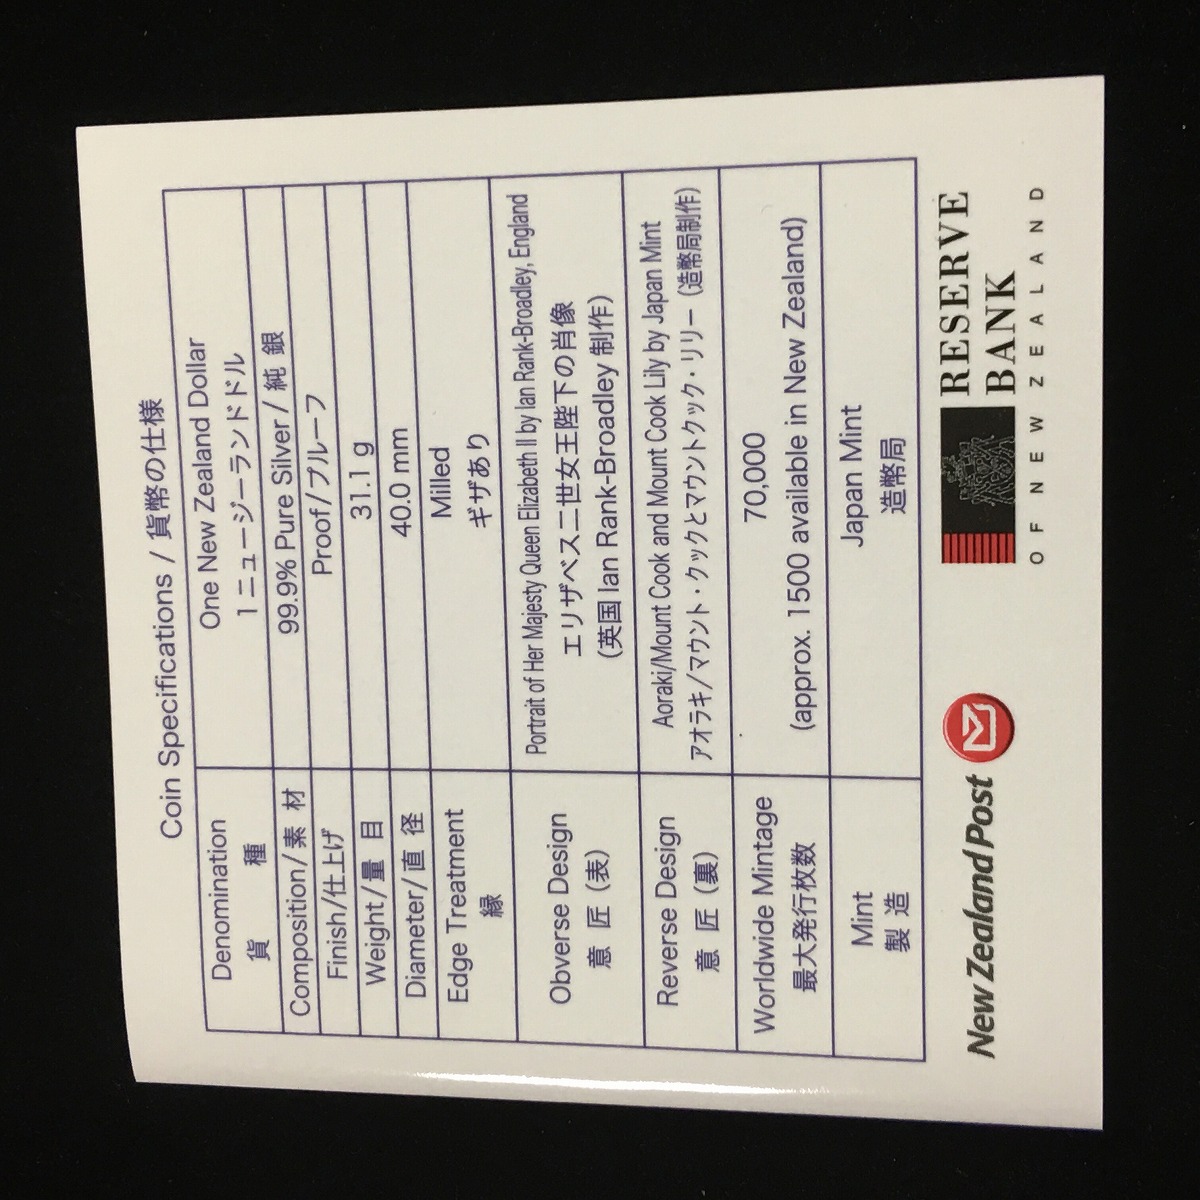 Coin Specifications / 貨幣の仕様
Denomination
貨 種
One New Zealand Dollar
1ニュージーランドドル
Composition/素 材
99.9% Pure Silver / 純 銀
Finish/仕上げ
Proof/プルーフ
Weight/量 目
31.1 g
Diameter/直 径
40.0 mm
Edge Treatment
縁
Milled
ギザあり
Obverse Design
意 匠 (表)
Portrait of Her Majesty Queen Elizabeth II by Ian Rank-Broadley, England
エリザベス二世女王陛下の肖像
(英国 Ian Rank-Broadley 制作)
Reverse Design
意 匠 (裏)
Aoraki/Mount Cook and Mount Cook Lily by Japan Mint
アオラキ/マウント・クックとマウントクック・リリー (造幣局制作)
Worldwide Mintage
最大発行枚数
70,000
(approx. 1500 available in New Zealand)
Mint
製 造
Japan Mint
造幣局
New Zealand Post
RESERVE
BANK
OF NEW ZEALAND